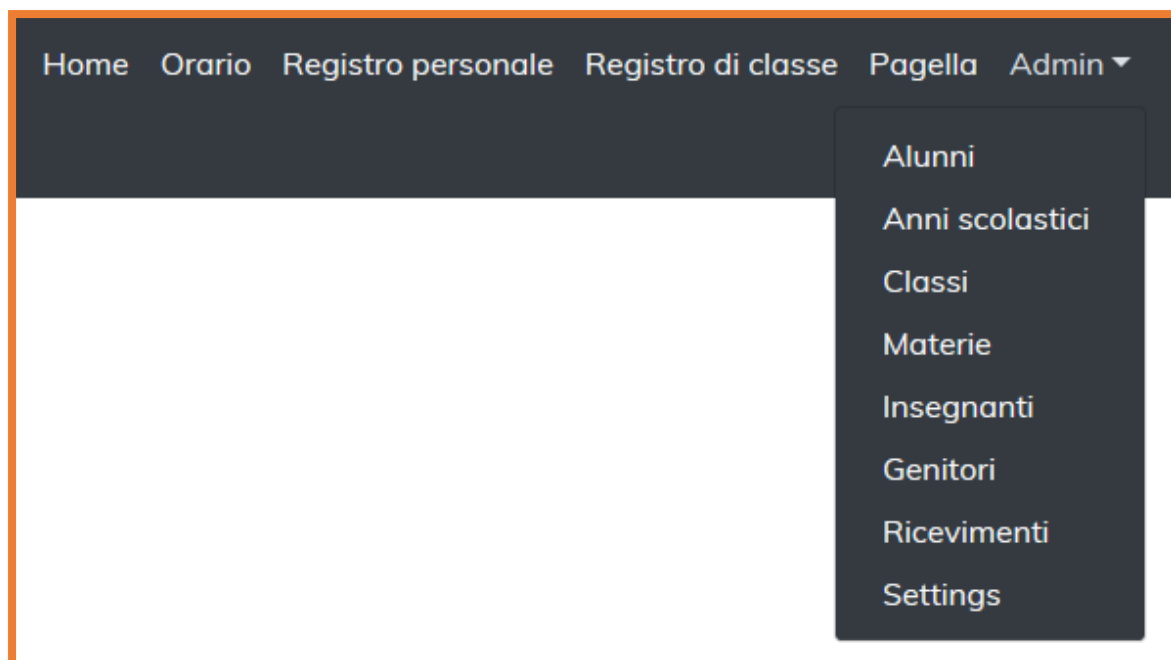 Home Orario Registro personale Registro di classe Pagella Admin
Alunni
Anni scolastici
Classi
Materie
Insegnanti
Genitori
Ricevimenti
Settings